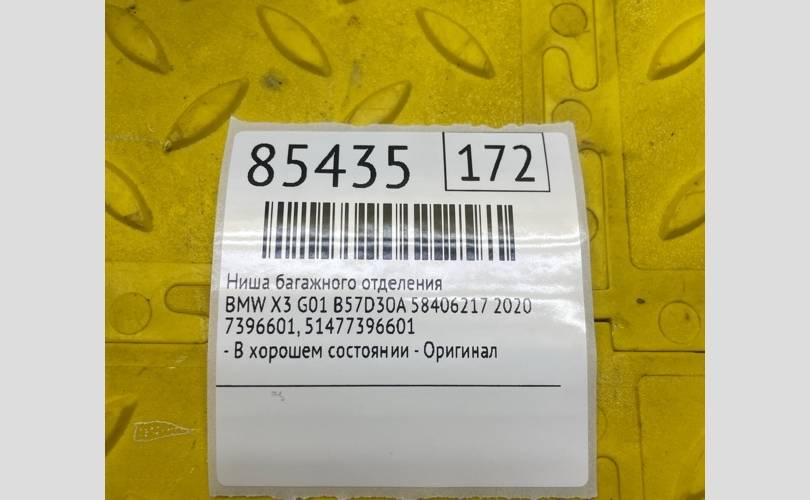 85435 172
Ниша багажного отделения
BMW X3 G01 B57D30A 58406217 2020
7396601, 51477396601
- В хорошем состоянии - Оригинал